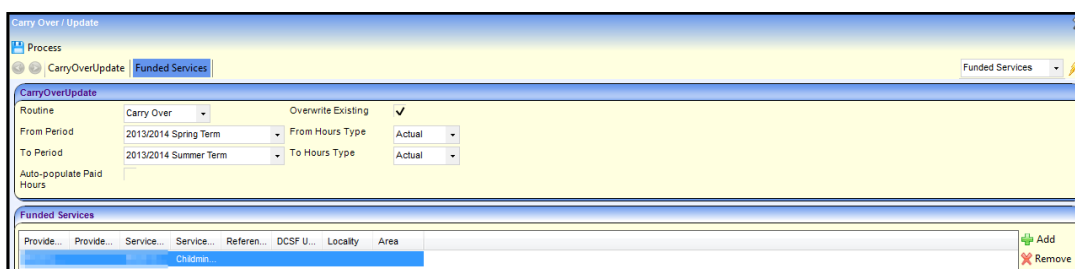 Carry Over / Update
Process
CarryOverUpdate Funded Services Funded Services
CarryOverUpdate
Routine Carry Over Overwrite Existing
From Period 2013/2014 Spring Term From Hours Type Actual
To Period 2013/2014 Summer Term To Hours Type Actual
Auto-populate Paid
Hours
Funded Services
Provide... Provide... Service... Service... Referen... DCSF U... Locality Area Add
Childmin... Remove